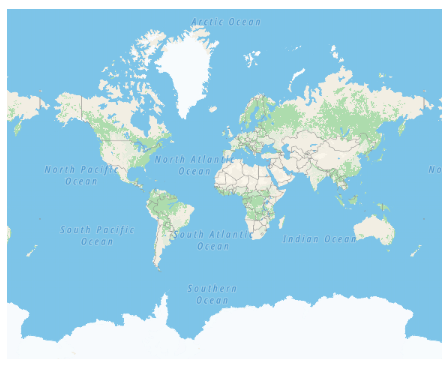 Arctic Ocean
North Pacific
Ocean
North Atlantic
Ocean
No
South Pacific
Ocean
South Atlantic
Ocean
Indian Ocean
Southern
Ocean